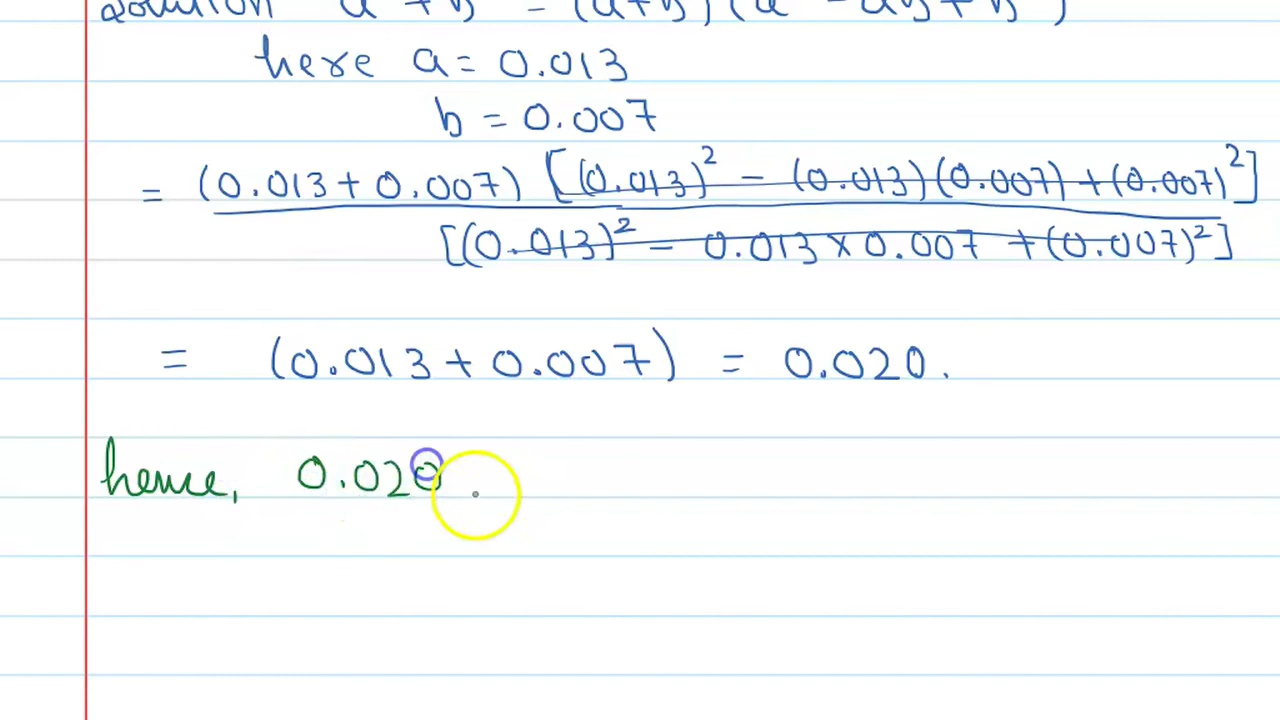 solution a + b = (a+b) (a - ab + b )
here a = 0.013
b = 0.007
= (0.013 + 0.007) [(0.013)² - (0.013)(0.007) + (0.007)²]
[(0.013)² - 0.013 × 0.007 + (0.007)²]
= (0.013 + 0.007) = 0.020.
hence, 0.020